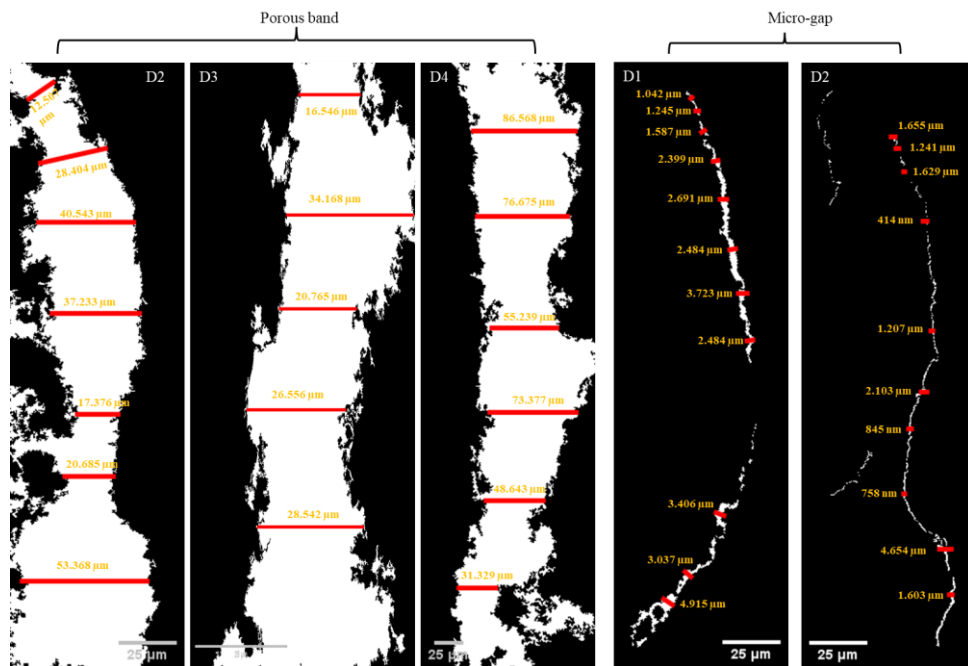 Porous band
Micro-gap
D2
12.567 µm
28.404 µm
40.543 µm
37.233 µm
17.376 µm
20.685 µm
53.368 µm
25 µm
D3
16.546 µm
34.168 µm
20.765 µm
26.556 µm
28.542 µm
D4
86.568 µm
76.675 µm
55.239 µm
73.377 µm
48.643 µm
31.329 µm
25 µm
D1
1.042 µm
1.245 µm
1.587 µm
2.399 µm
2.691 µm
2.484 µm
3.723 µm
2.484 µm
3.406 µm
3.037 µm
4.915 µm
25 µm
D2
1.655 µm
1.241 µm
1.629 µm
414 nm
1.207 µm
2.103 µm
845 nm
758 nm
4.654 µm
1.603 µm
25 µm